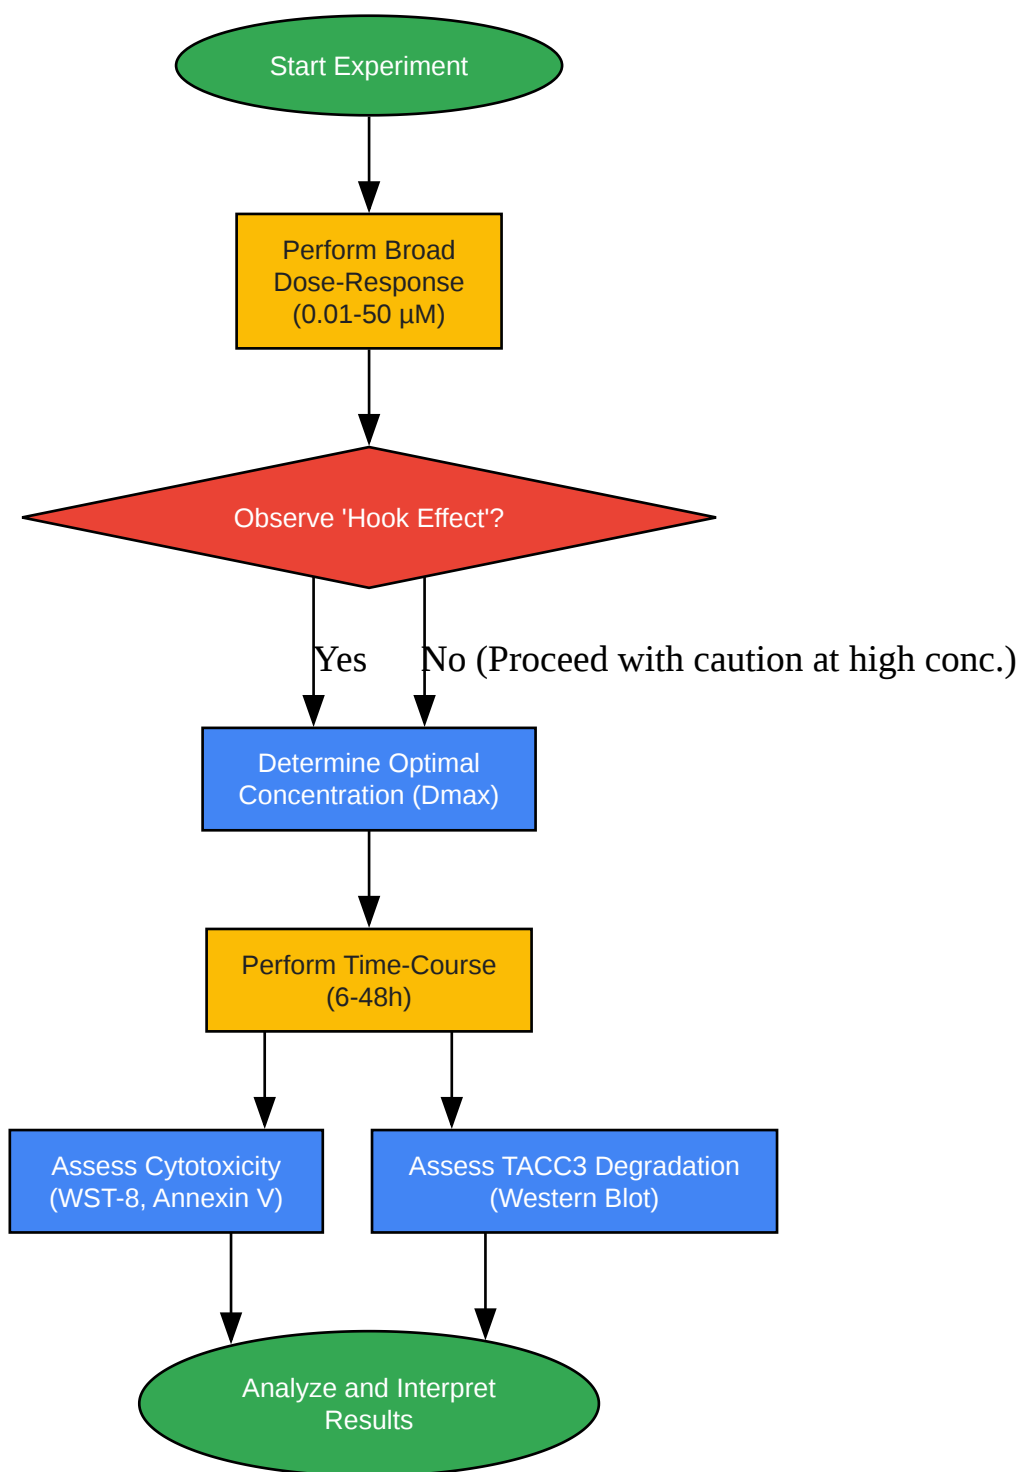 Start Experiment
Perform Broad
Dose-Response
(0.01-50 µM)
Observe 'Hook Effect'?
Yes
No (Proceed with caution at high conc.)
Determine Optimal
Concentration (Dmax)
Perform Time-Course
(6-48h)
Assess Cytotoxicity
(WST-8, Annexin V)
Assess TACC3 Degradation
(Western Blot)
Analyze and Interpret
Results